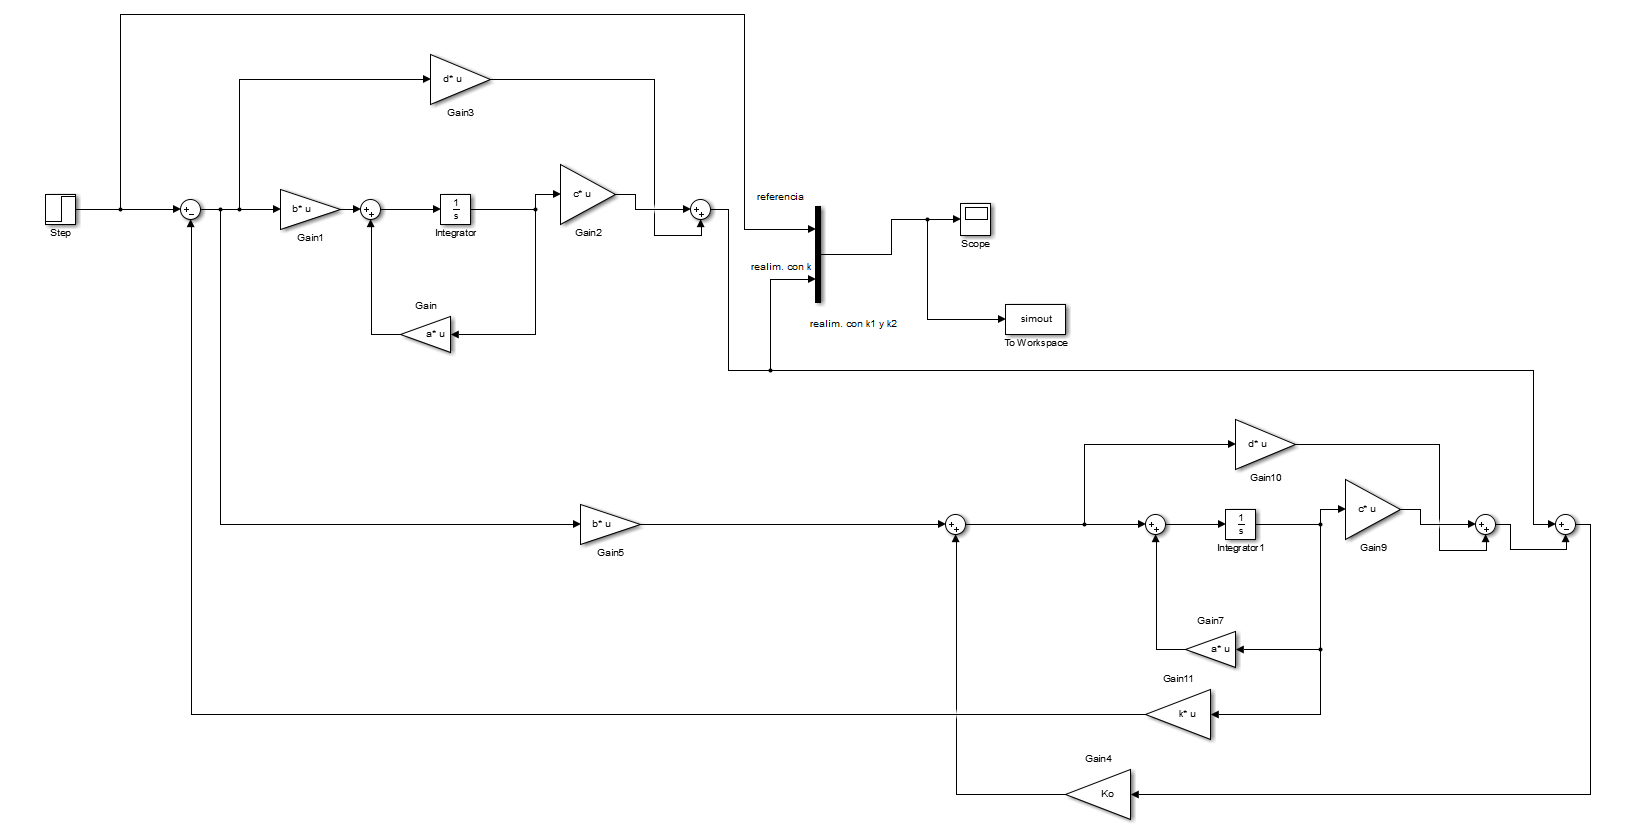 d* u
Gain3
referencia
Step
+
−
b* u
Gain1
+
+
1
s
Integrator
c* u
Gain2
+
+
Scope
realim. con k
Gain
a* u
realim. con k1 y k2
simout
To Workspace
d* u
Gain10
b* u
Gain5
+
+
+
+
1
s
Integrator1
c* u
Gain9
+
+
+
−
Gain7
a* u
Gain11
k* u
Gain4
Ko